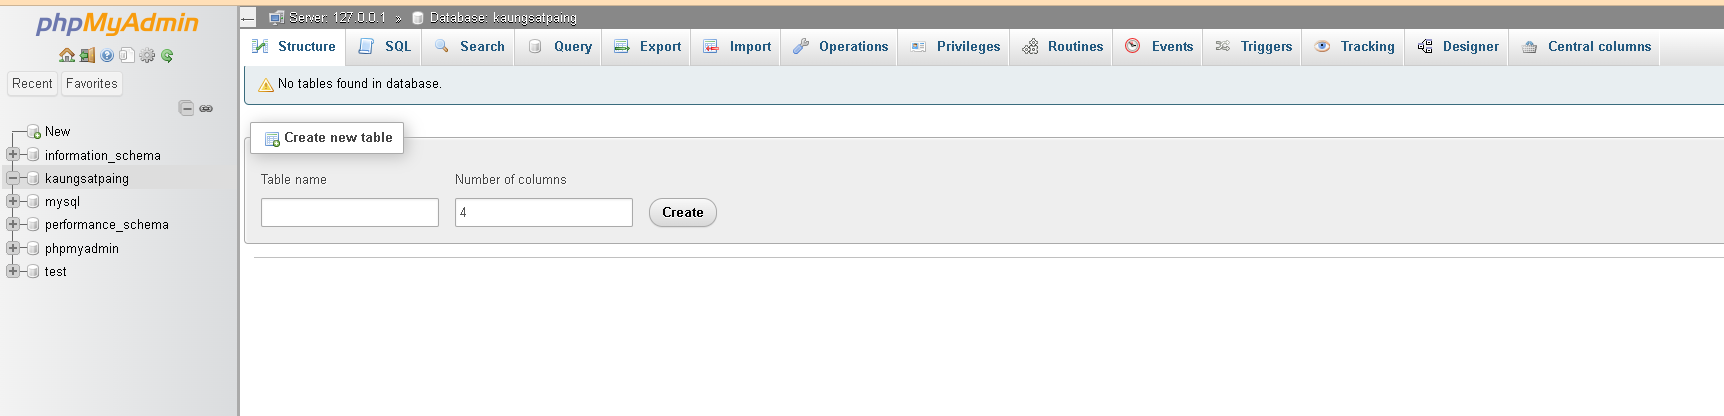 phpMyAdmin
Recent Favorites
New
information_schema
kaungsatpaing
mysql
performance_schema
phpmyadmin
test
Server: 127.0.0.1 » Database: kaungsatpaing
Structure SQL Search Query Export Import Operations Privileges Routines Events Triggers Tracking Designer Central columns
No tables found in database.
Create new table
Table name Number of columns
4 Create